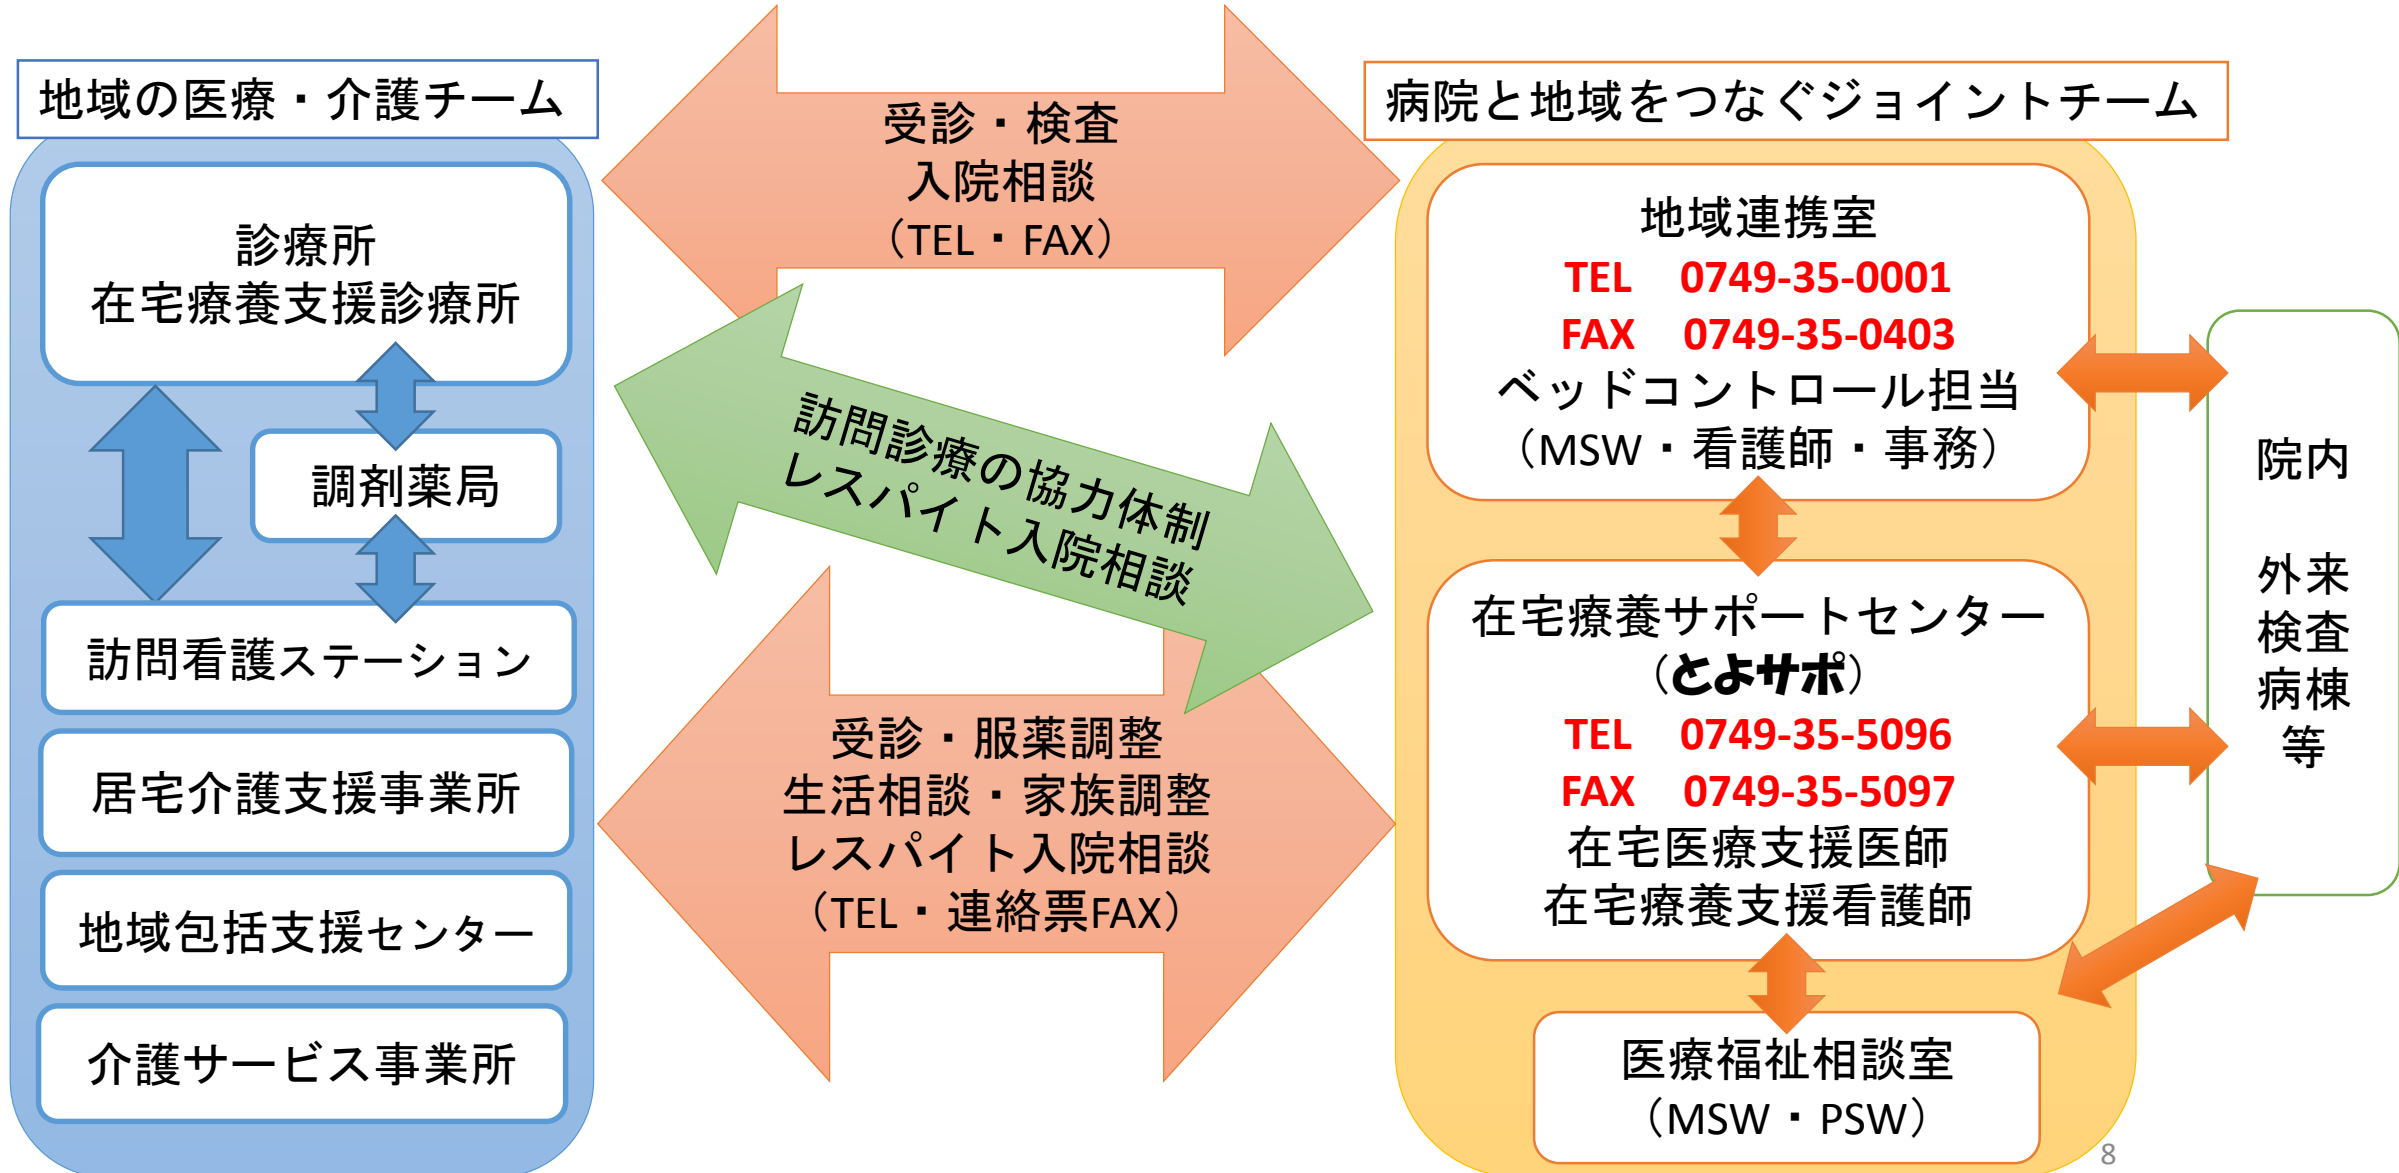 地域の医療・介護チーム
診療所
在宅療養支援診療所
調剤薬局
訪問看護ステーション
居宅介護支援事業所
地域包括支援センター
介護サービス事業所
受診・検査
入院相談
（TEL・FAX）
訪問診療の協力体制
レスパイト入院相談
受診・服薬調整
生活相談・家族調整
レスパイト入院相談
（TEL・連絡票FAX）
病院と地域をつなぐジョイントチーム
地域連携室
TEL　0749-35-0001
FAX　0749-35-0403
ベッドコントロール担当
（MSW・看護師・事務）
在宅療養サポートセンター
（とよサポ）
TEL　0749-35-5096
FAX　0749-35-5097
在宅医療支援医師
在宅療養支援看護師
医療福祉相談室
（MSW・PSW）
院内
外来
検査
病棟
等
8